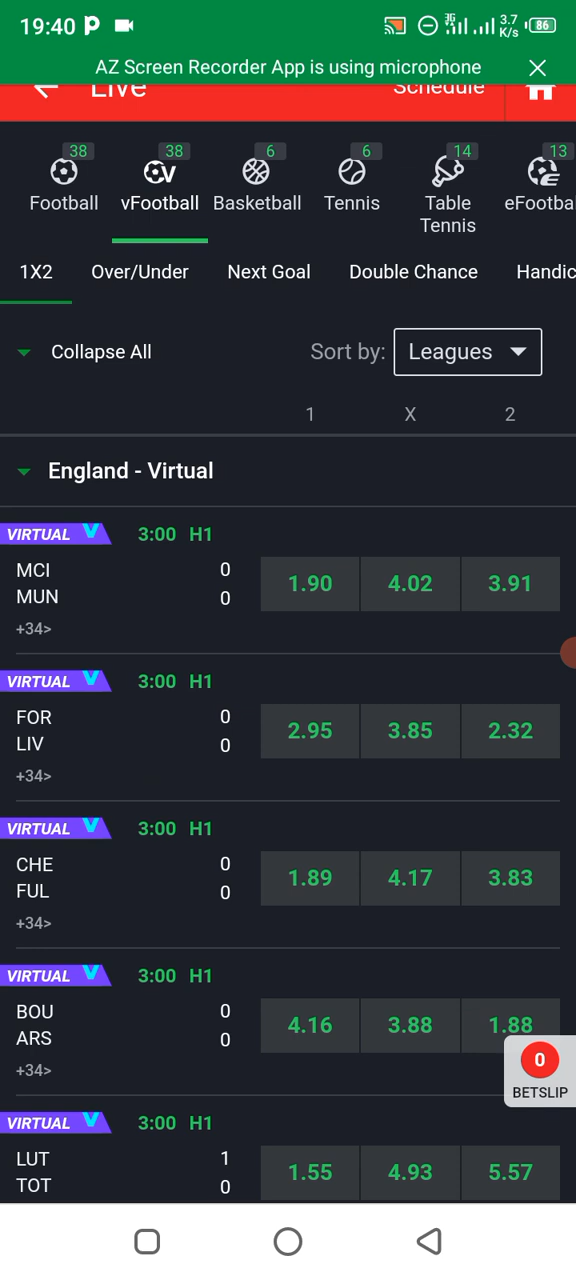 19:40 3G 3.7 K/s 86
AZ Screen Recorder App is using microphone
Live Schedule
38 38 6 6 14 13
Football vFootball Basketball Tennis Table Tennis eFootba
1X2 Over/Under Next Goal Double Chance Handic
Collapse All Sort by: Leagues
1 X 2
England - Virtual
VIRTUAL V 3:00 H1
MCI 0
MUN 0
1.90 4.02 3.91
+34>
VIRTUAL V 3:00 H1
FOR 0
LIV 0
2.95 3.85 2.32
+34>
VIRTUAL V 3:00 H1
CHE 0
FUL 0
1.89 4.17 3.83
+34>
VIRTUAL V 3:00 H1
BOU 0
ARS 0
4.16 3.88 1.88
+34>
0
BETSLIP
VIRTUAL V 3:00 H1
LUT 1
TOT 0
1.55 4.93 5.57